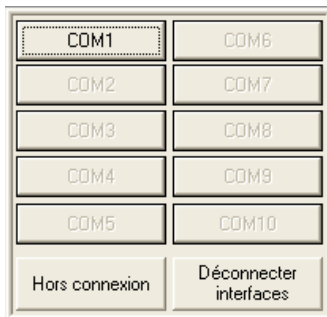 COM1 COM6
COM2 COM7
COM3 COM8
COM4 COM9
COM5 COM10
Hors connexion
Déconnecter
interfaces